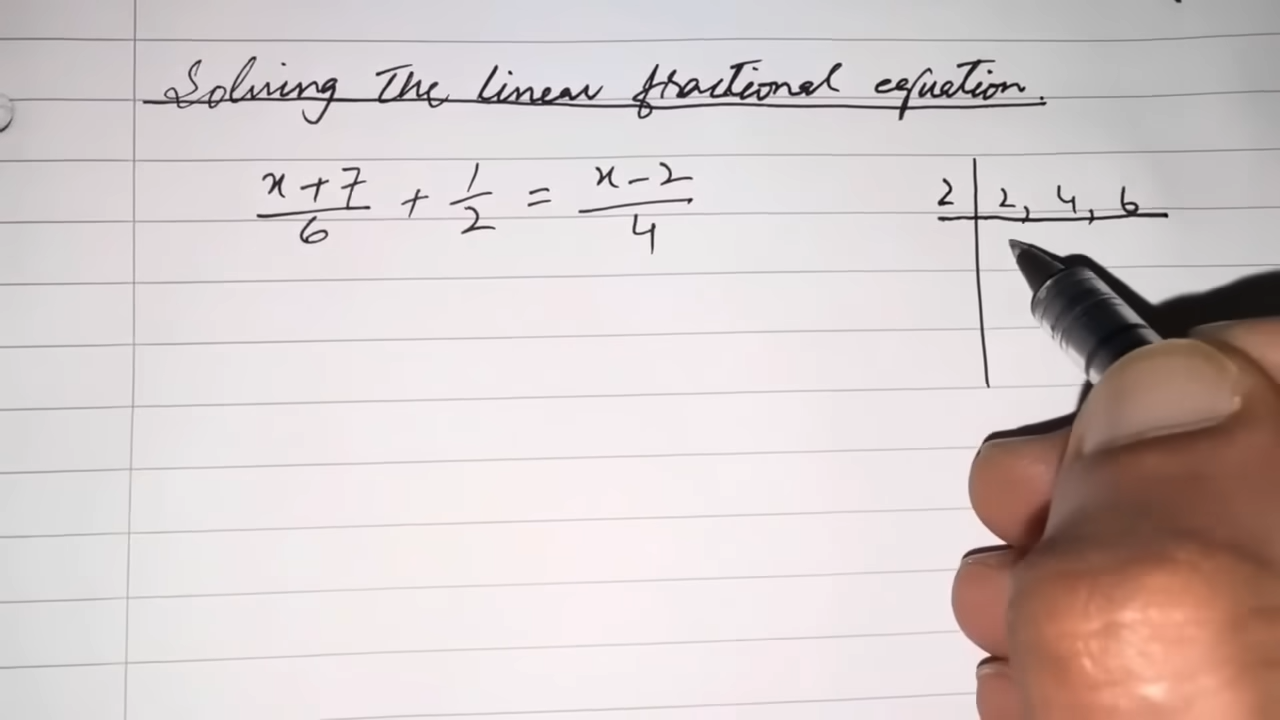 Solving The linear fractional equation.
x+7/6 + 1/2 = x-2/4
2 | 2, 4, 6